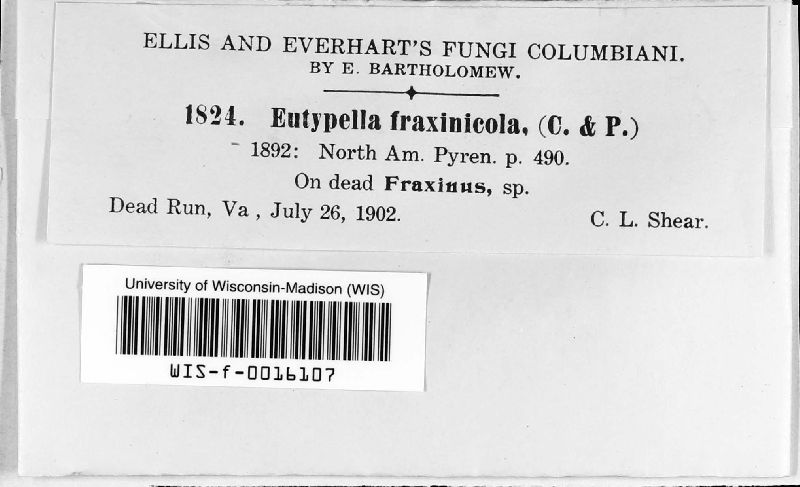 ELLIS AND EVERHART'S FUNGI COLUMBIANI.
BY E. BARTHOLOMEW.
1824. Eutypella fraxinicola, (C. & P.)
1892: North Am. Pyren. p. 490.
On dead Fraxinus, sp.
Dead Run, Va , July 26, 1902. C. L. Shear.
University of Wisconsin-Madison (WIS)
WIS-f-0016107